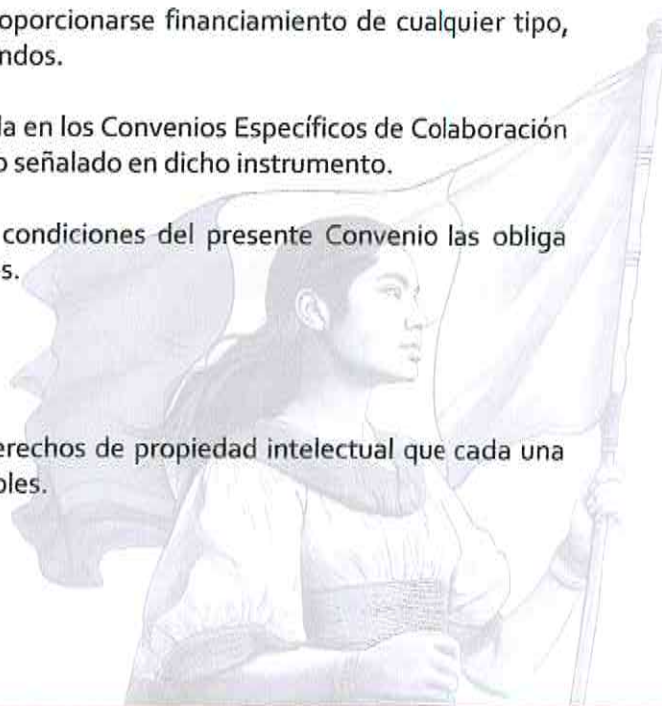 oporcionarse financiamiento de cualquier tipo,
ndos.
la en los Convenios Específicos de Colaboración
o señalado en dicho instrumento.
condiciones del presente Convenio las obliga
s.
erechos de propiedad intelectual que cada una
bles.